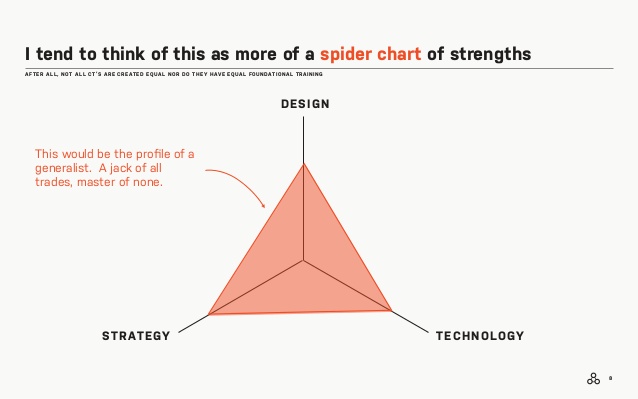 I tend to think of this as more of a spider chart of strengths
AFTER ALL, NOT ALL CT'S ARE CREATED EQUAL NOR DO THEY HAVE EQUAL FOUNDATIONAL TRAINING
DESIGN
This would be the profile of a
generalist.  A jack of all
trades, master of none.
STRATEGY
TECHNOLOGY